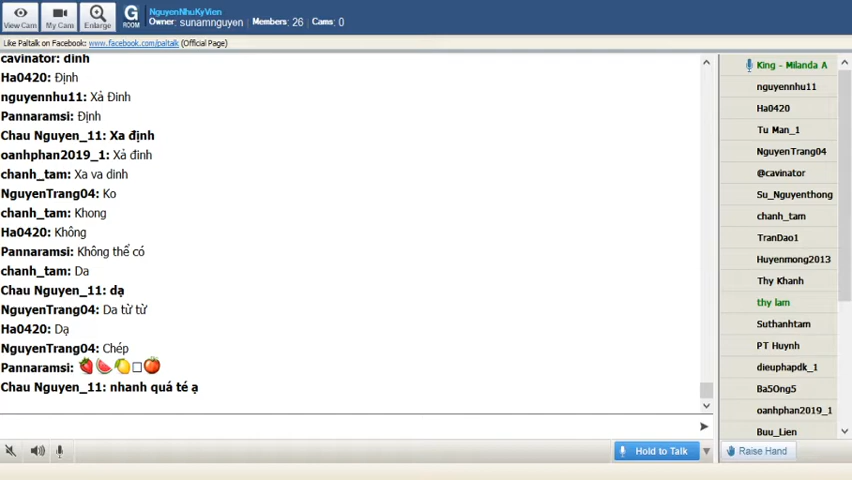 NguyenNhuKyVien
Owner: sunamnguyen Members: 26 Cams: 0
View Cam My Cam Enlarge G ROOM
Like Paltalk on Facebook: www.facebook.com/paltalk (Official Page)
cavinator: dinh
Ha0420: Định
nguyennhu11: Xả Đinh
Pannaramsi: Định
Chau Nguyen_11: Xa định
oanhphan2019_1: Xả đinh
chanh_tam: Xa va dinh
NguyenTrang04: Ko
chanh_tam: Khong
Ha0420: Không
Pannaramsi: Không thể có
chanh_tam: Da
Chau Nguyen_11: dạ
NguyenTrang04: Da từ từ
Ha0420: Dạ
NguyenTrang04: Chép
Pannaramsi: 🍓🍉🍋□🍅
Chau Nguyen_11: nhanh quá té ạ
Hold to Talk
King - Milanda A
nguyennhu11
Ha0420
Tu Man_1
NguyenTrang04
@cavinator
Su_Nguyenthong
chanh_tam
TranDao1
Huyenmong2013
Thy Khanh
thy lam
Suthanhtam
PT Huynh
dieuphapdk_1
Ba5Ong5
oanhphan2019_1
Buu_Lien
Raise Hand